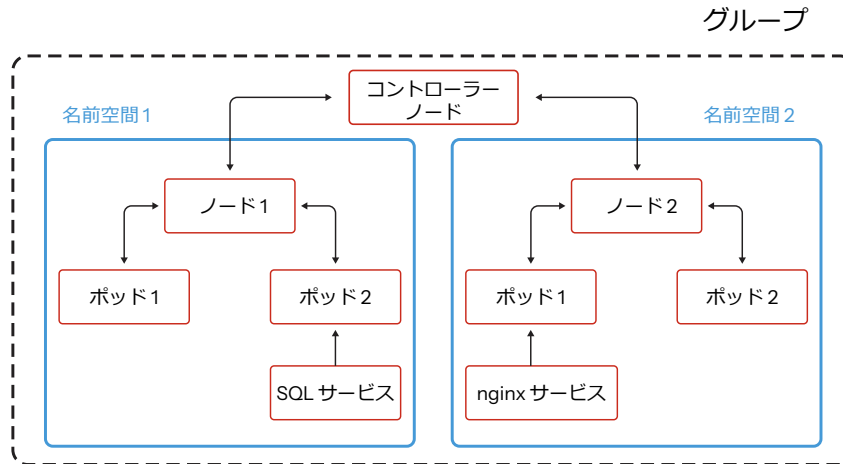 グループ
コントローラー
ノード
名前空間 1
名前空間 2
ノード 1
ノード 2
ポッド 1
ポッド 2
ポッド 1
ポッド 2
SQL サービス
nginx サービス